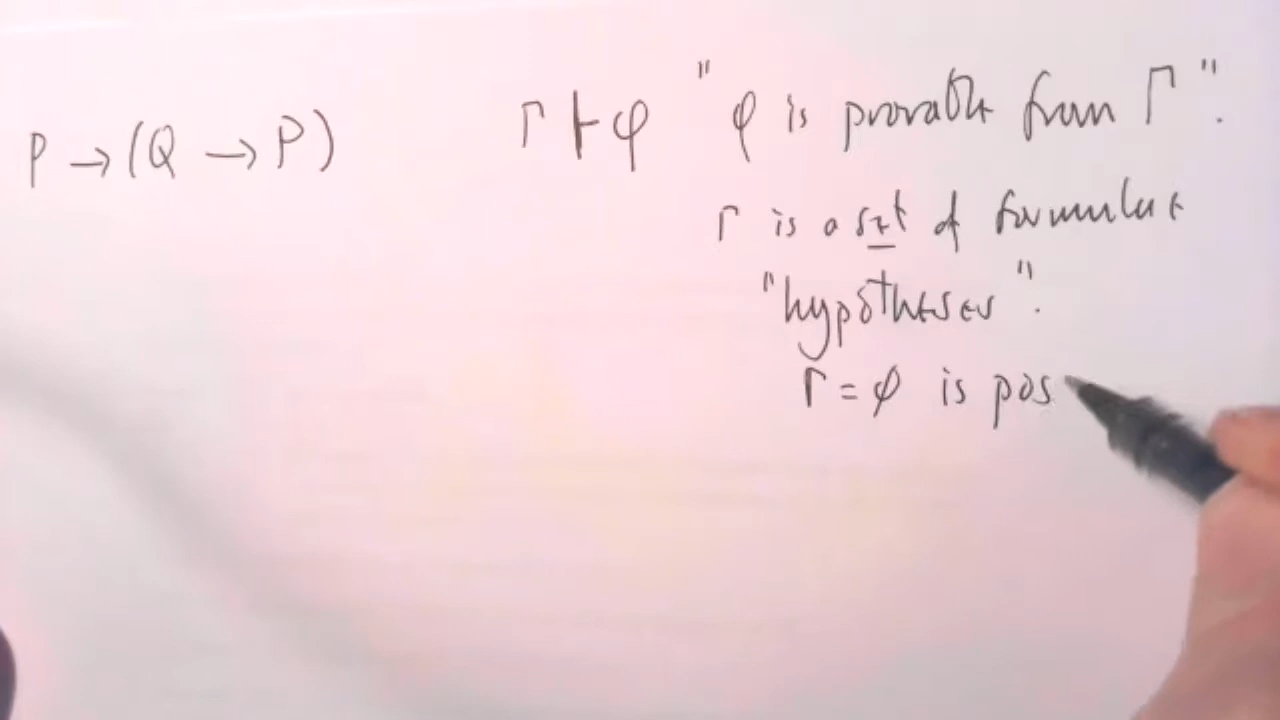 P → (Q → P)
Γ ⊢ φ "φ is provable from Γ".
Γ is a set of formulae
"hypotheses".
Γ = ∅ is pos